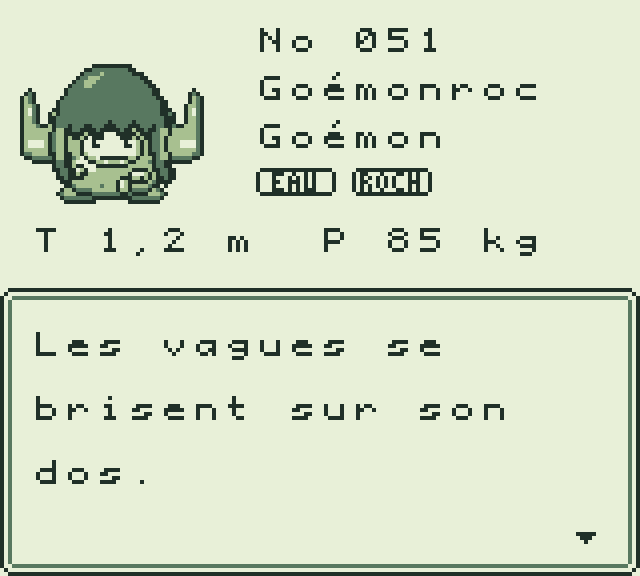 No 051
Goémonroc
Goémon
EAU ROCH
T 1,2 m P 85 kg
Les vagues se
brisent sur son
dos.